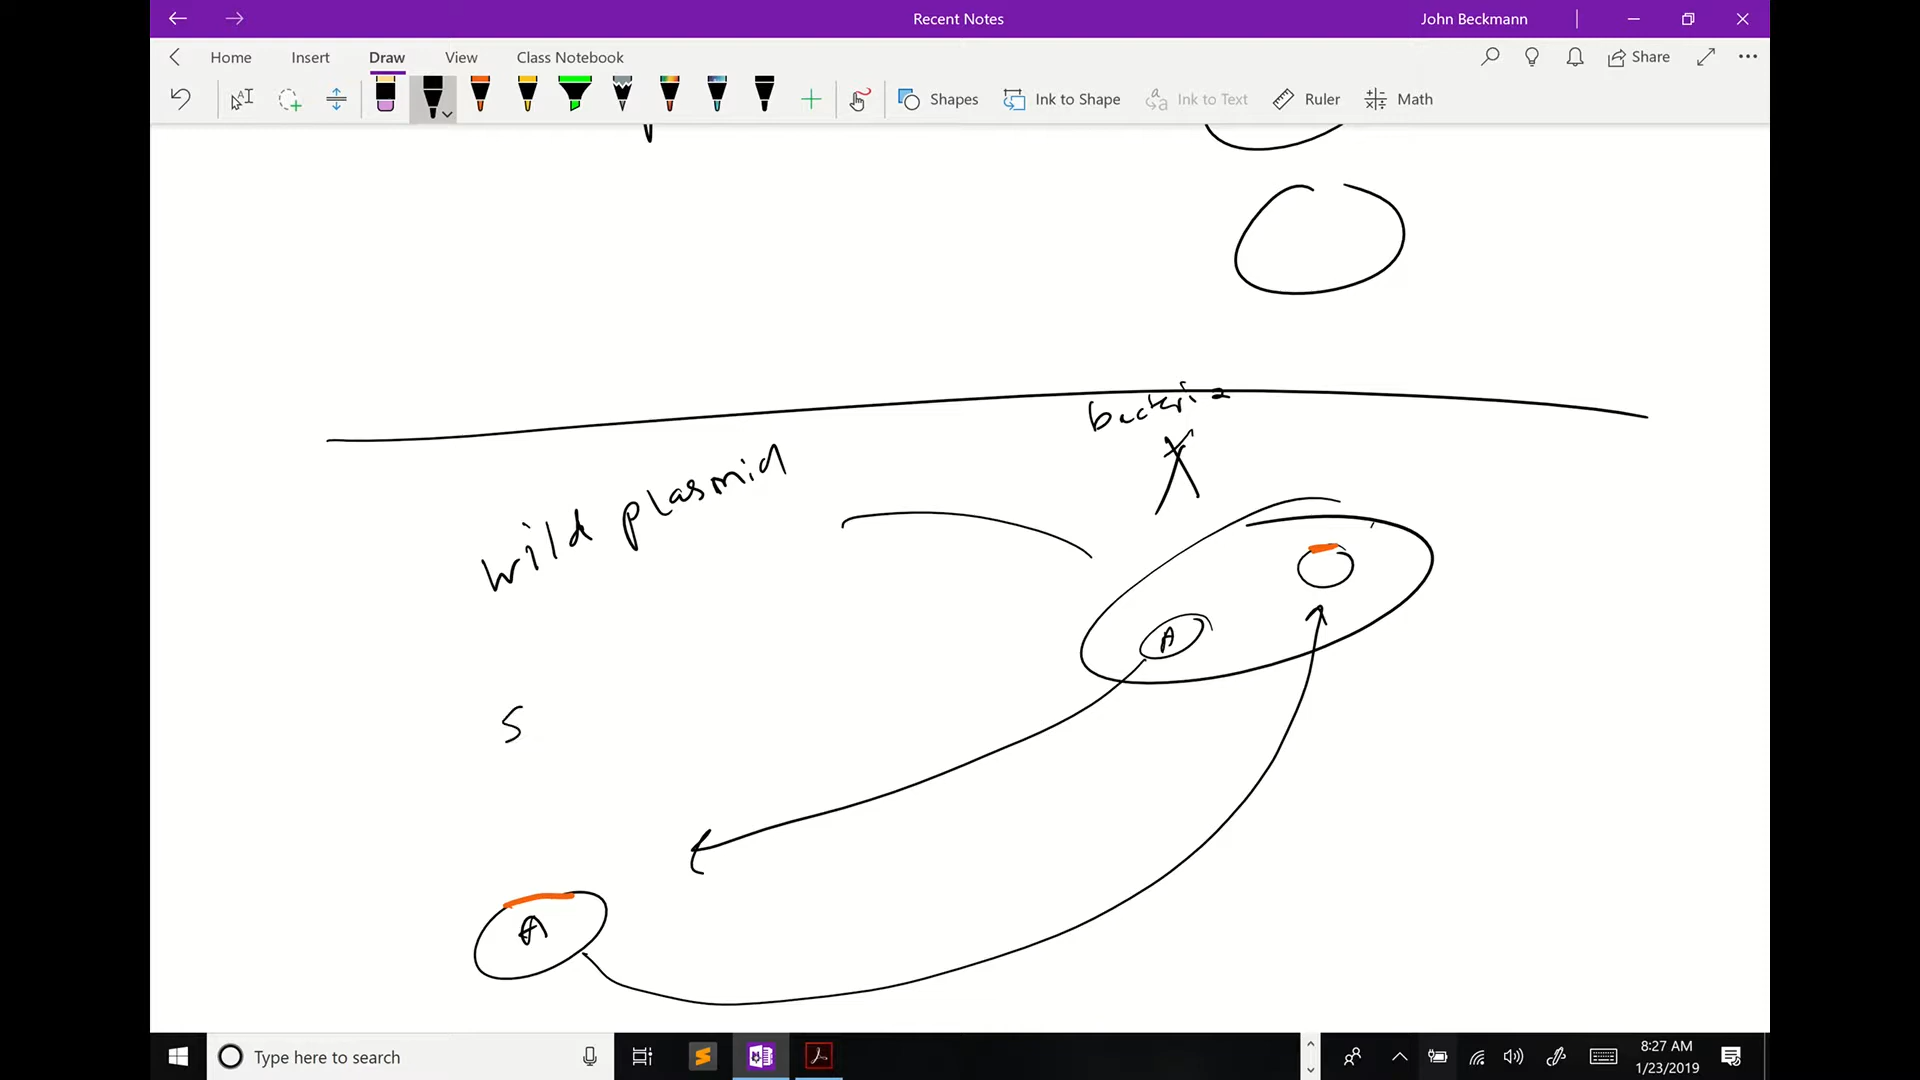 Recent Notes
John Beckmann
Home Insert Draw View Class Notebook
Share
Shapes Ink to Shape Ink to Text Ruler Math
bacteria
wild plasmid
A
S
A
Type here to search
8:27 AM
1/23/2019